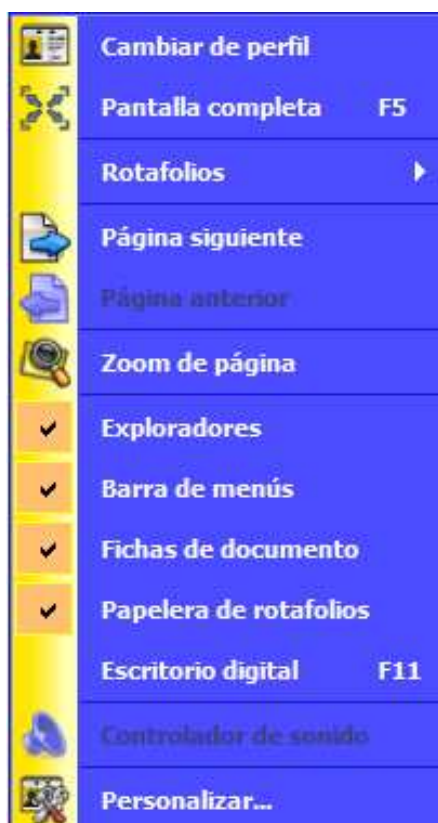 Cambiar de perfil
Pantalla completa F5
Rotafolios
Página siguiente
Página anterior
Zoom de página
Exploradores
Barra de menús
Fichas de documento
Papelera de rotafolios
Escritorio digital F11
Controlador de sonido
Personalizar...